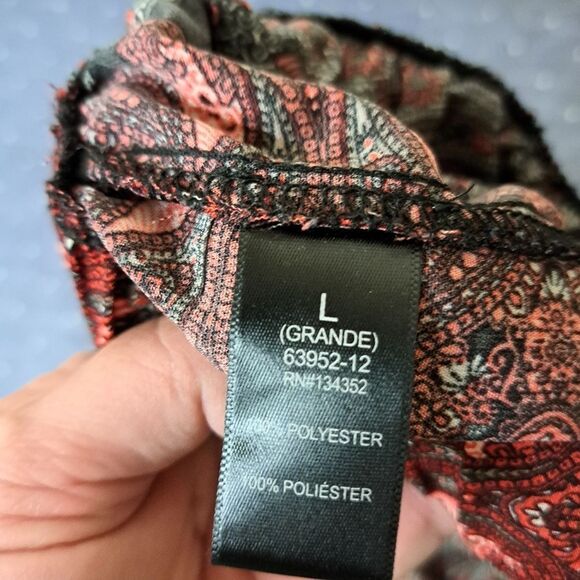 L
(GRANDE)
63952-12
RN#134352
100% POLYESTER
100% POLIÉSTER